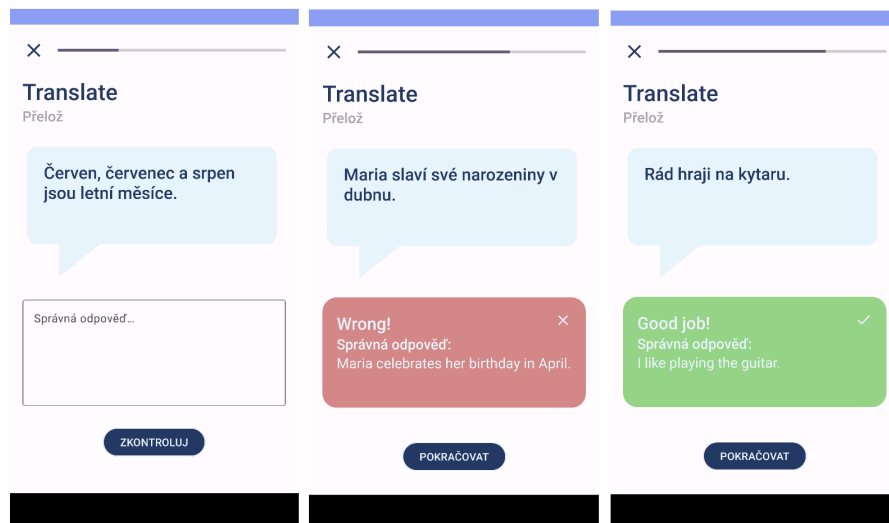 Translate
Přelož
Červen, červenec a srpen
jsou letní měsíce.
Správná odpověď...
ZKONTROLUJ
Translate
Přelož
Maria slaví své narozeniny v
dubnu.
Wrong!
Správná odpověď:
Maria celebrates her birthday in April.
POKRAČOVAT
Translate
Přelož
Rád hraji na kytaru.
Good job!
Správná odpověď:
I like playing the guitar.
POKRAČOVAT